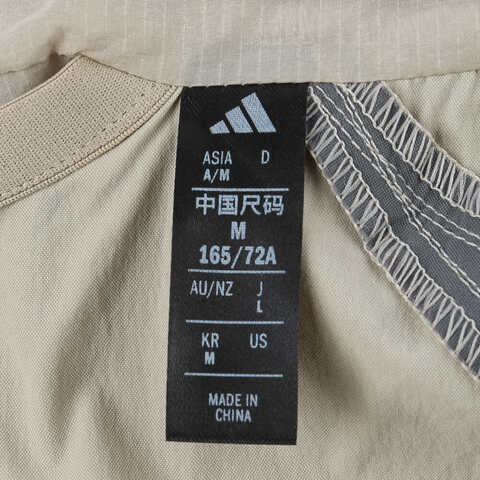 ASIA D
A/M
中国尺码
M
165/72A
AU/NZ J
L
KR US
M
MADE IN
CHINA